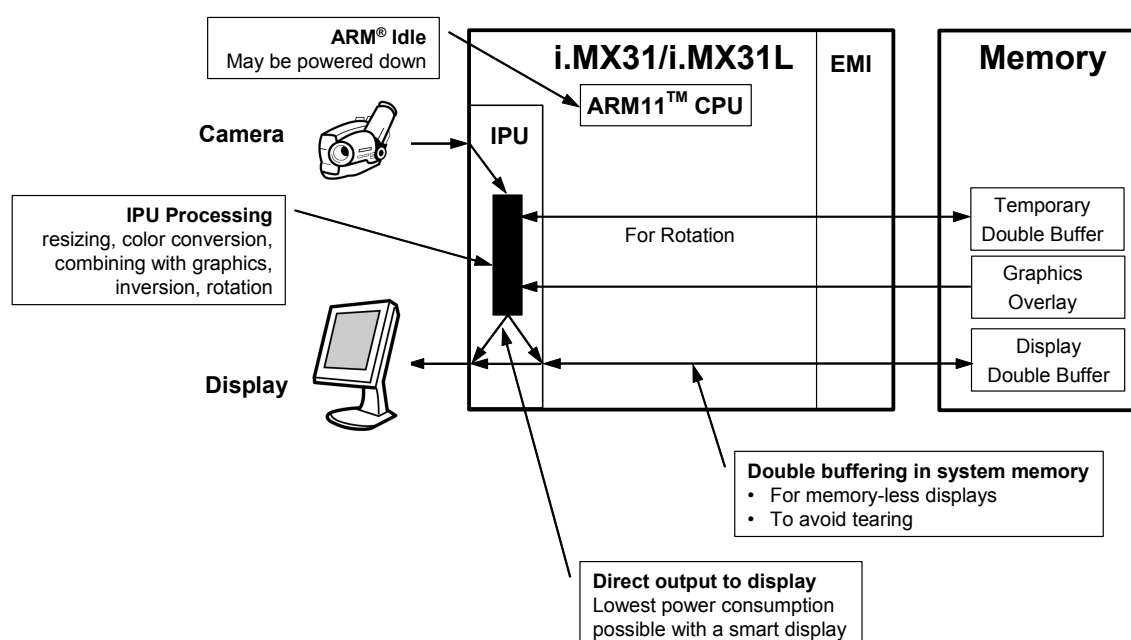 ARM® Idle
May be powered down
i.MX31/i.MX31L
EMI
Memory
ARM11™ CPU
Camera
IPU
IPU Processing
resizing, color conversion,
combining with graphics,
inversion, rotation
For Rotation
Temporary
Double Buffer
Graphics
Overlay
Display
Display
Double Buffer
Double buffering in system memory
• For memory-less displays
• To avoid tearing
Direct output to display
Lowest power consumption
possible with a smart display